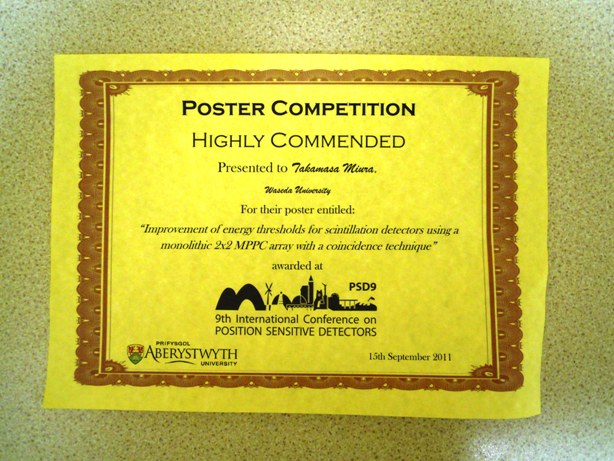 POSTER COMPETITION
HIGHLY COMMENDED
Presented to Takamasa Miura,
Waseda University
For their poster entitled:
“Improvement of energy thresholds for scintillation detectors using a
monolithic 2x2 MPPC array with a coincidence technique”
awarded at
PSD9
9th International Conference on
POSITION SENSITIVE DETECTORS
PRIFYSGOL
ABERYSTWYTH
UNIVERSITY
15th September 2011